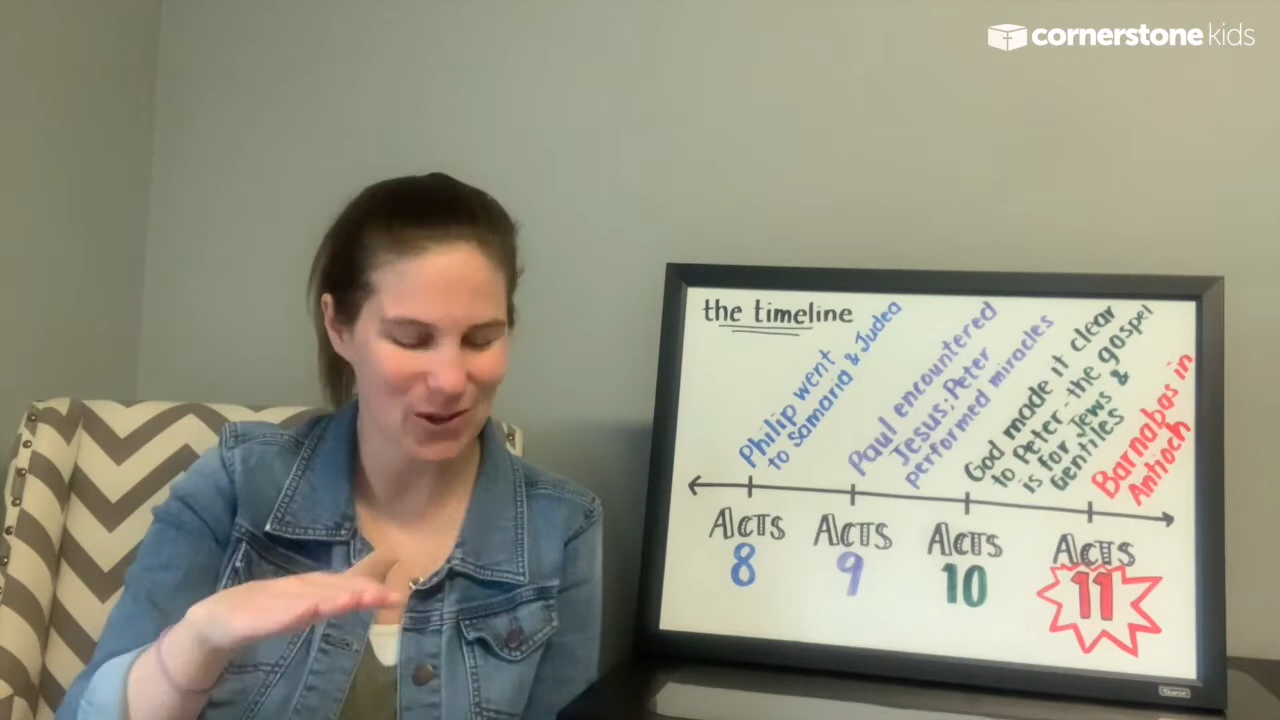 cornerstone kids
the timeline
Philip went
to Samaria & Judea
Paul encountered
Jesus; Peter
performed miracles
God made it clear
to Peter-the gospel
is for Jews &
Gentiles
Barnabas in
Antioch
ACTS
8
ACTS
9
ACTS
10
ACTS
11
Quartet